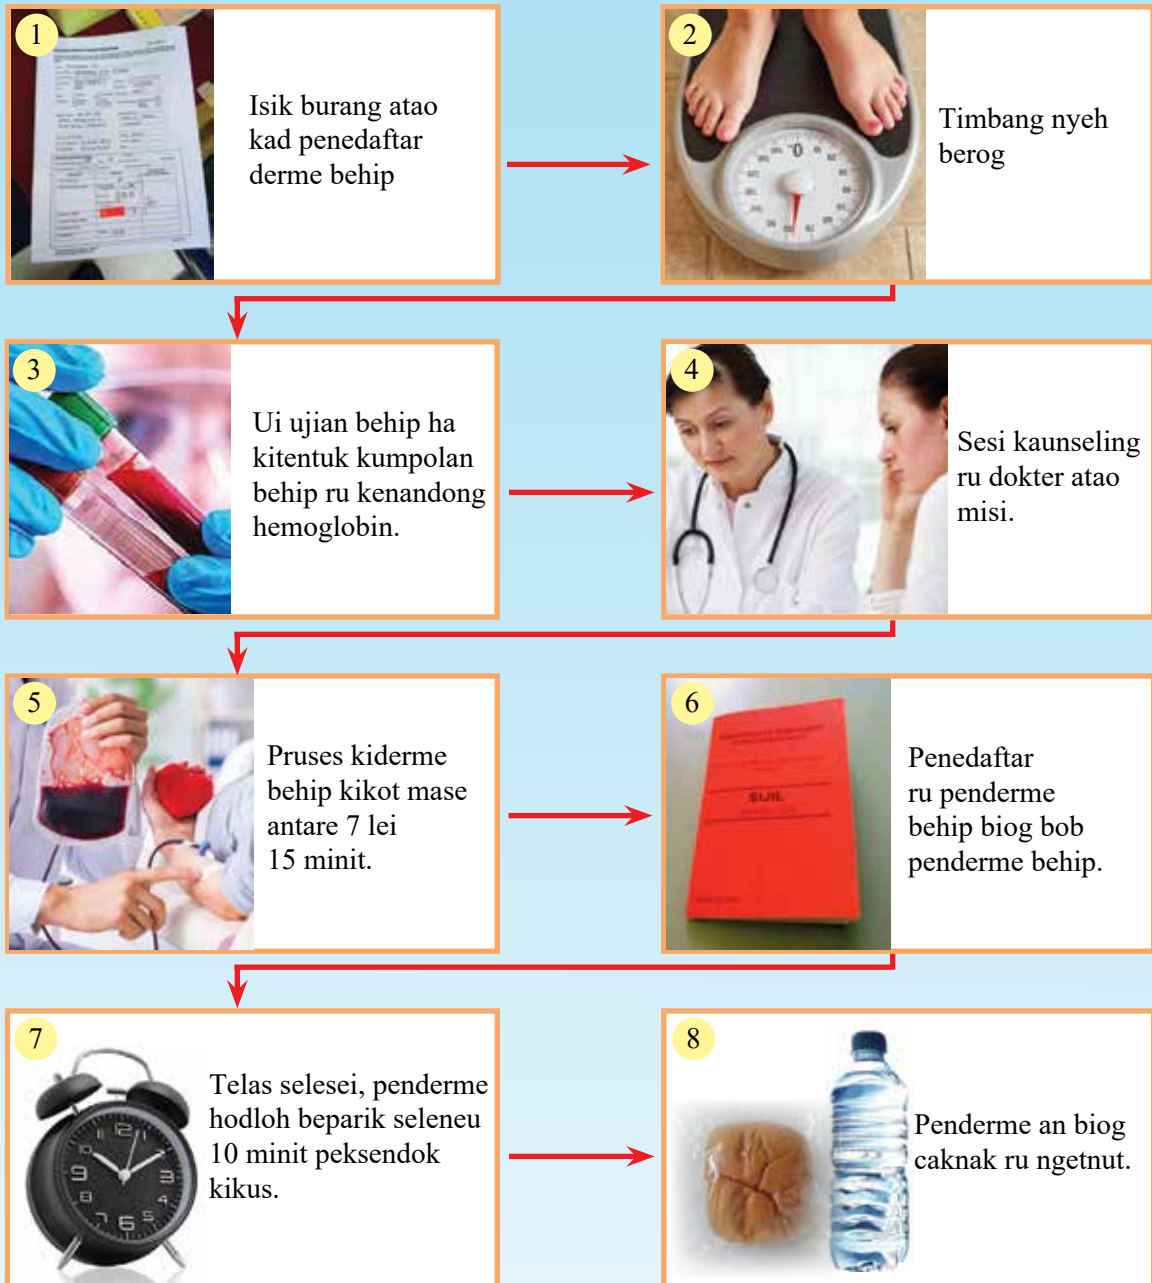 1
Isik burang atao
kad penedaftar
derme behip
2
Timbang nyeh
berog
3
Ui ujian behip ha
kitentuk kumpolan
behip ru kenandong
hemoglobin.
4
Sesi kaunseling
ru dokter atao
misi.
5
Pruses kiderme
behip kikot mase
antare 7 lei
15 minit.
6
SIJIL
Penedaftar
ru penderme
behip biog bob
penderme behip.
7
Telas selesei, penderme
hodloh beparik seleneu
10 minit peksendok
kikus.
8
Penderme an biog
caknak ru ngetnut.